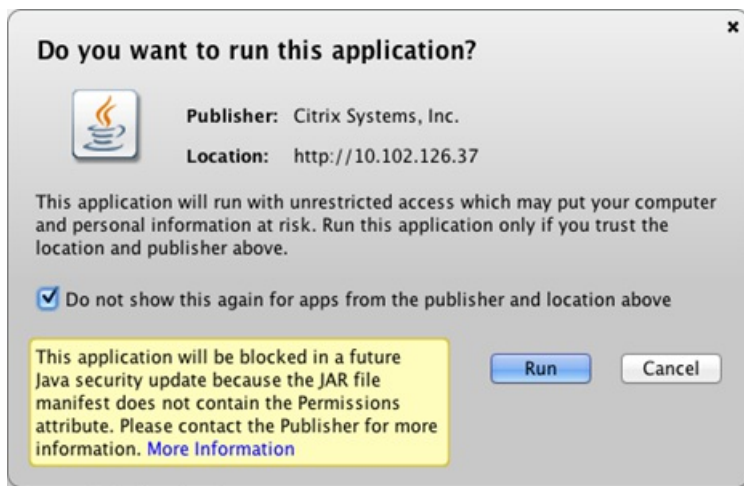 Do you want to run this application?
Publisher: Citrix Systems, Inc.
Location: http://10.102.126.37
This application will run with unrestricted access which may put your computer
and personal information at risk. Run this application only if you trust the
location and publisher above.
Do not show this again for apps from the publisher and location above
This application will be blocked in a future
Java security update because the JAR file
manifest does not contain the Permissions
attribute. Please contact the Publisher for more
information. More Information
Run
Cancel